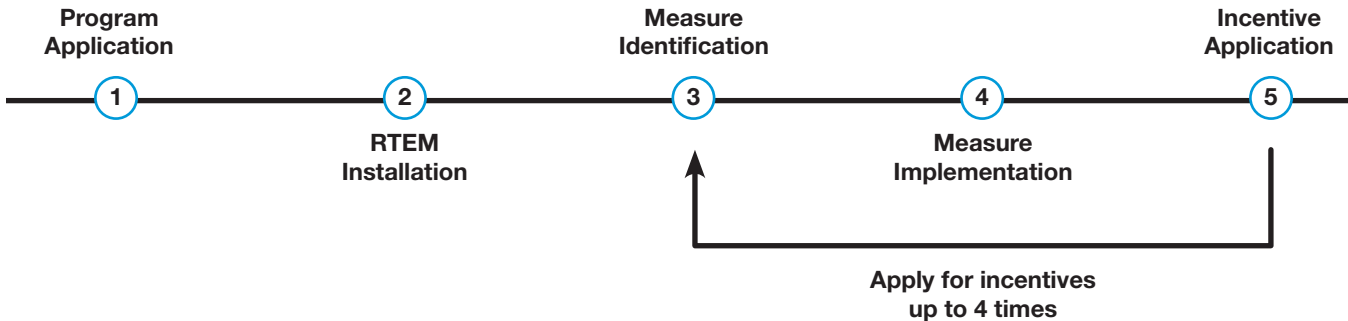 Program
Application
Measure
Identification
Incentive
Application
1
2
3
4
5
RTEM
Installation
Measure
Implementation
Apply for incentives
up to 4 times